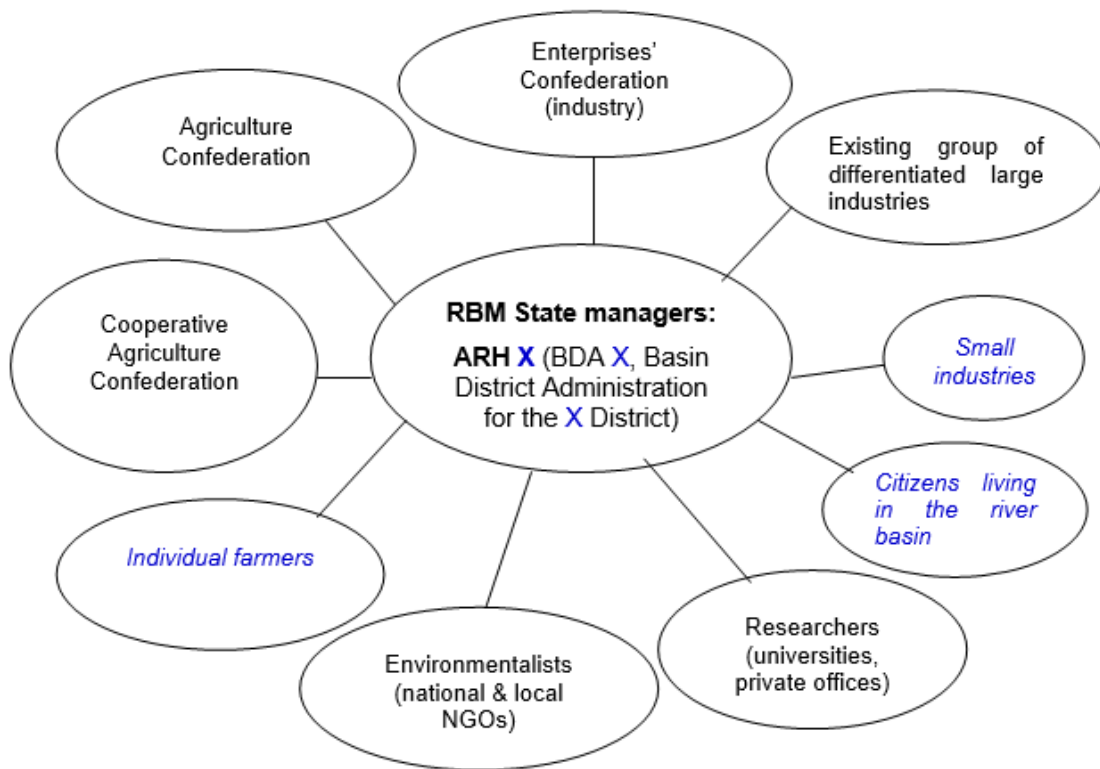 Enterprises'
Confederation
(industry)
Agriculture
Confederation
Existing group of
differentiated large
industries
RBM State managers:
ARH X (BDA X, Basin
District Administration
for the X District)
Cooperative
Agriculture
Confederation
Small
industries
Citizens living
in the river
basin
Individual farmers
Researchers
(universities,
private offices)
Environmentalists
(national & local
NGOs)